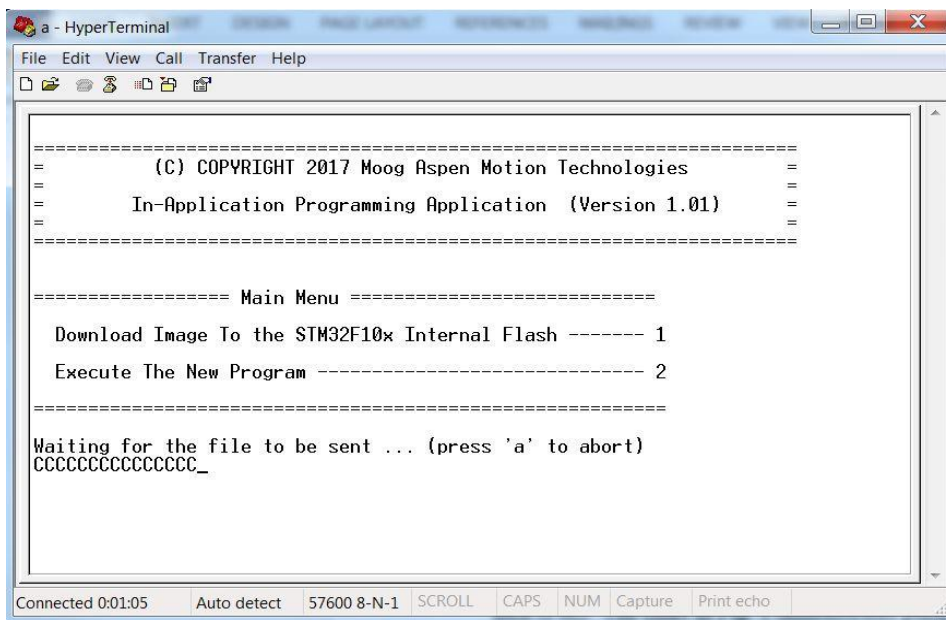 a - HyperTerminal
File Edit View Call Transfer Help
==========================================================================
= (C) COPYRIGHT 2017 Moog Aspen Motion Technologies =
= =
= In-Application Programming Application (Version 1.01) =
= =
==========================================================================
================== Main Menu ============================
Download Image To the STM32F10x Internal Flash ------- 1
Execute The New Program ------------------------------ 2
==========================================================
Waiting for the file to be sent ... (press 'a' to abort)
CCCCCCCCCCCCCCC_
Connected 0:01:05 Auto detect 57600 8-N-1 SCROLL CAPS NUM Capture Print echo